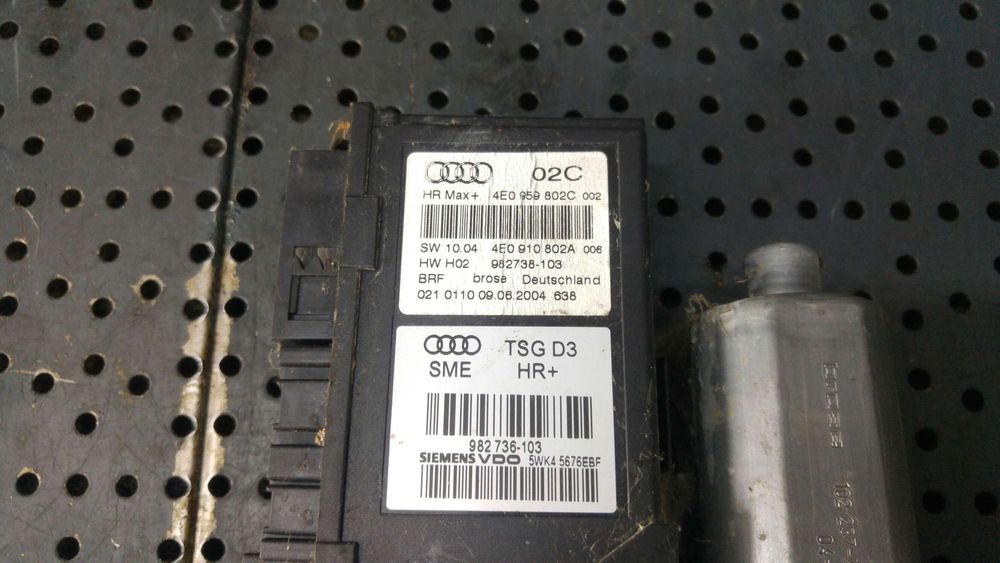 02C
HR Max+ 4E0 959 802C 002
SW 10.04 4E0 910 802A 006
HW H02 982738-103
BRF brose Deutschland
021 0110 09.06.2004 638
TSG D3
SME HR+
982 736-103
SIEMENS VDO 5WK4 5676EBF